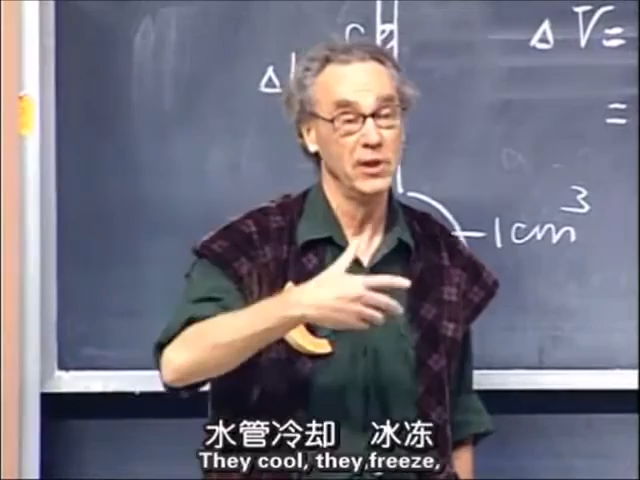 C
ΔV=
Δ
=
1cm³
水管冷却 冰冻
They cool, they freeze,